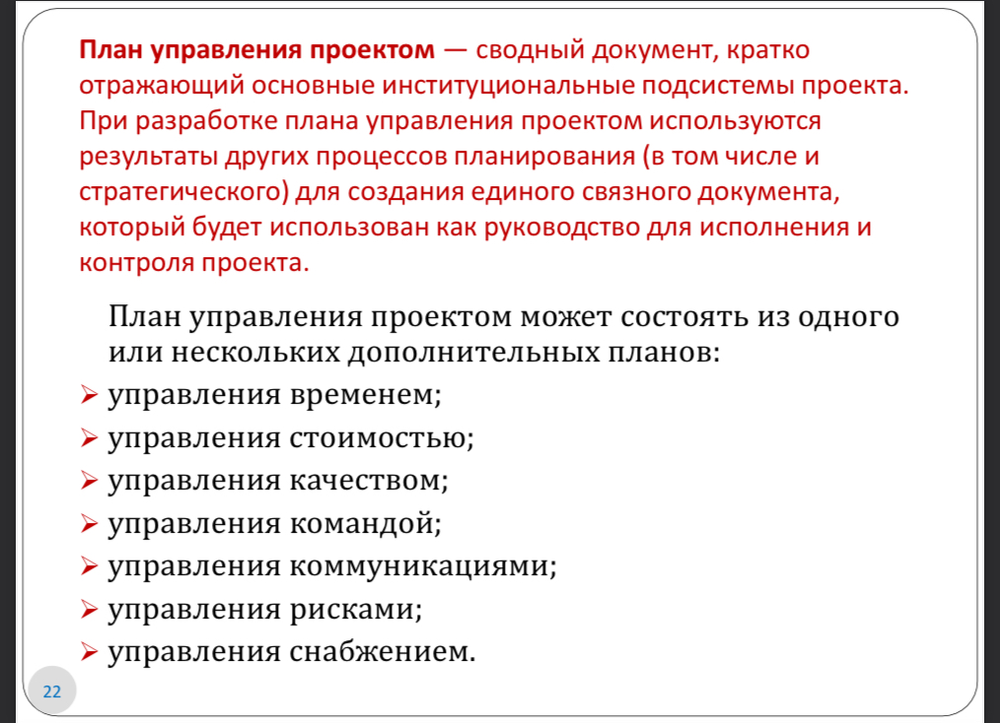 План управления проектом — сводный документ, кратко
отражающий основные институциональные подсистемы проекта.
При разработке плана управления проектом используются
результаты других процессов планирования (в том числе и
стратегического) для создания единого связного документа,
который будет использован как руководство для исполнения и
контроля проекта.
План управления проектом может состоять из одного
или нескольких дополнительных планов:
➢ управления временем;
➢ управления стоимостью;
➢ управления качеством;
➢ управления командой;
➢ управления коммуникациями;
➢ управления рисками;
➢ управления снабжением.
22